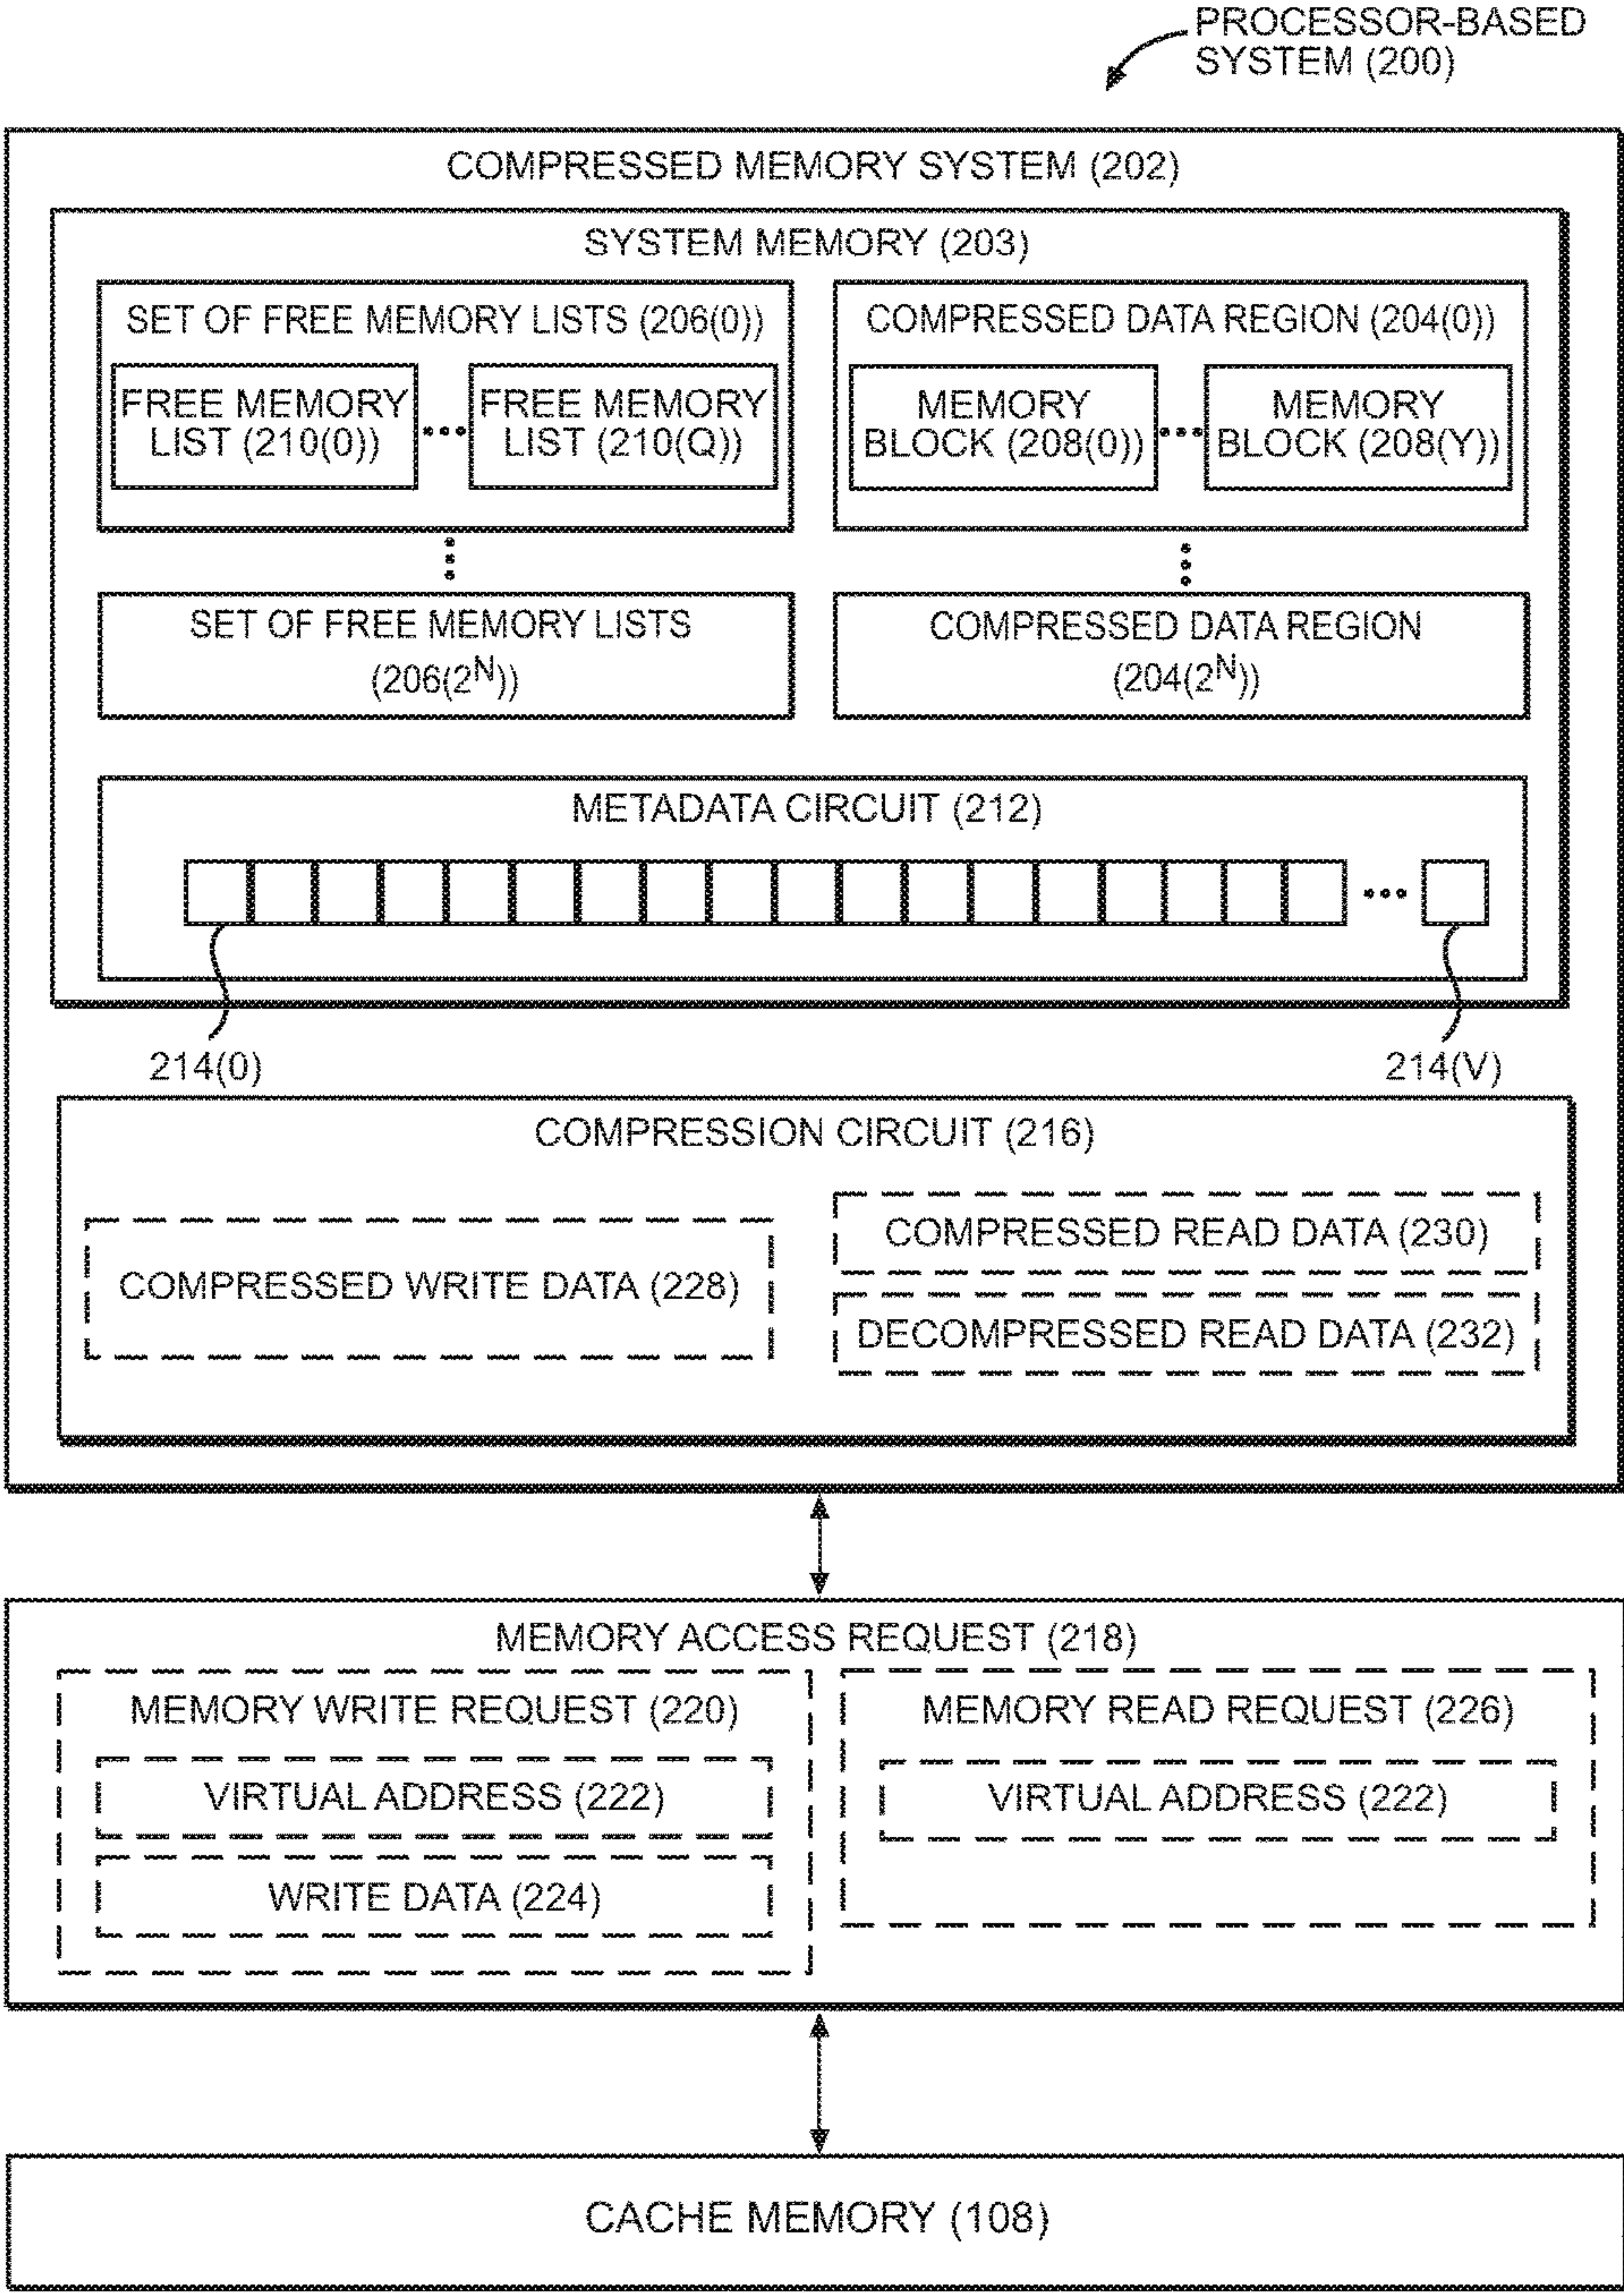 PROCESSOR-BASED
SYSTEM (200)
COMPRESSED MEMORY SYSTEM (202)
SYSTEM MEMORY (203)
SET OF FREE MEMORY LISTS (206(0))
FREE MEMORY
LIST (210(0))
...
FREE MEMORY
LIST (210(Q))
COMPRESSED DATA REGION (204(0))
MEMORY
BLOCK (208(0))
...
MEMORY
BLOCK (208(Y))
SET OF FREE MEMORY LISTS
(206(2^N))
COMPRESSED DATA REGION
(204(2^N))
METADATA CIRCUIT (212)
...
214(0)
214(V)
COMPRESSION CIRCUIT (216)
COMPRESSED WRITE DATA (228)
COMPRESSED READ DATA (230)
DECOMPRESSED READ DATA (232)
MEMORY ACCESS REQUEST (218)
MEMORY WRITE REQUEST (220)
VIRTUAL ADDRESS (222)
WRITE DATA (224)
MEMORY READ REQUEST (226)
VIRTUAL ADDRESS (222)
CACHE MEMORY (108)